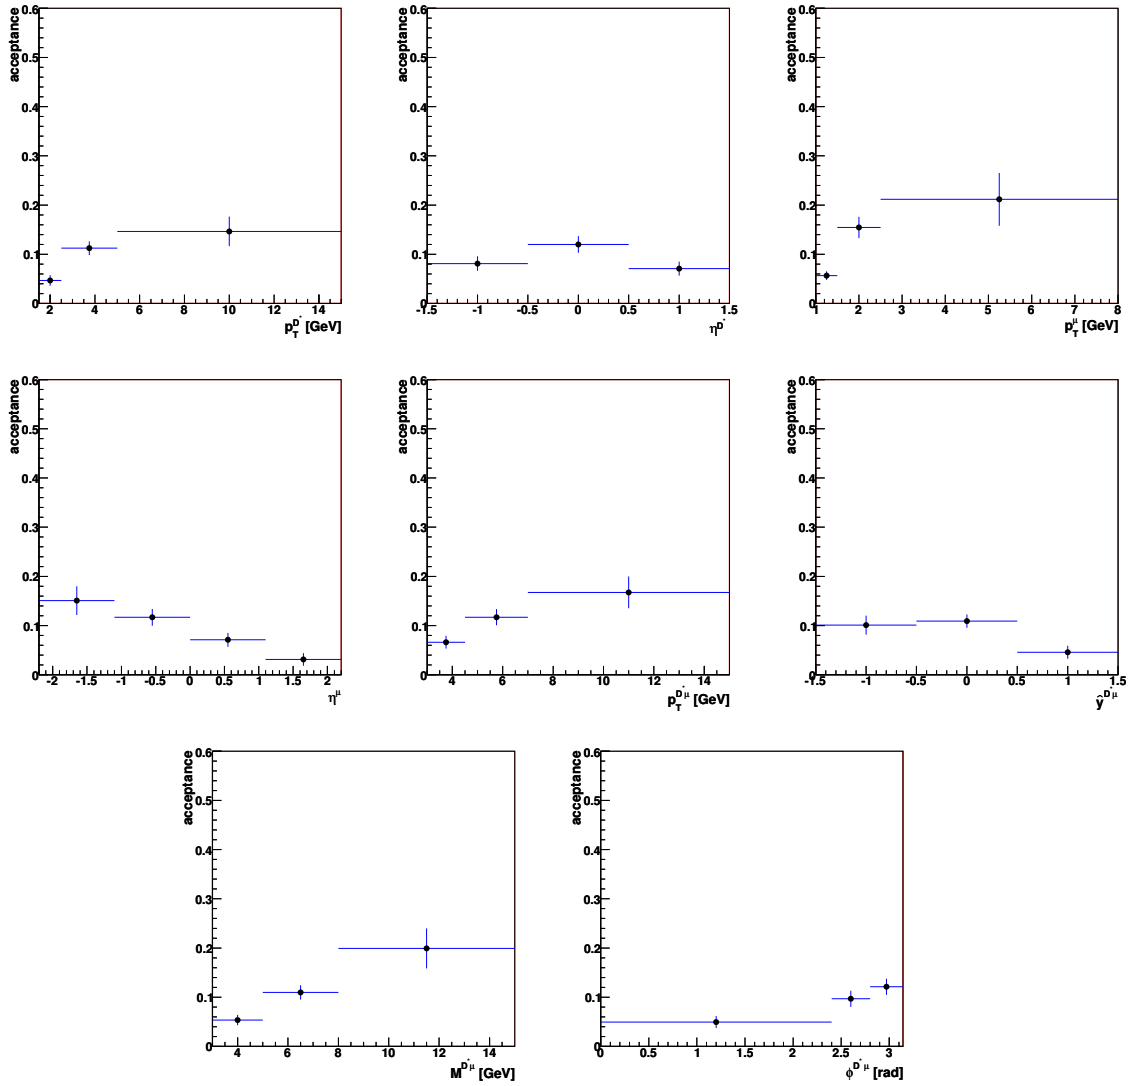 acceptance
0.6
0.5
0.4
0.3
0.2
0.1
0
2 4 6 8 10 12 14
p_T^{D*} [GeV]
acceptance
0.6
0.5
0.4
0.3
0.2
0.1
0
-1.5 -1 -0.5 0 0.5 1 1.5
η^{D*}
acceptance
0.6
0.5
0.4
0.3
0.2
0.1
0
1 2 3 4 5 6 7 8
p_T^μ [GeV]
acceptance
0.6
0.5
0.4
0.3
0.2
0.1
0
-2 -1.5 -1 -0.5 0 0.5 1 1.5 2
η^μ
acceptance
0.6
0.5
0.4
0.3
0.2
0.1
0
4 6 8 10 12 14
p_T^{D*μ} [GeV]
acceptance
0.6
0.5
0.4
0.3
0.2
0.1
0
-1.5 -1 -0.5 0 0.5 1 1.5
ŷ^{D*μ}
acceptance
0.6
0.5
0.4
0.3
0.2
0.1
0
4 6 8 10 12 14
M^{D*μ} [GeV]
acceptance
0.6
0.5
0.4
0.3
0.2
0.1
0
0 0.5 1 1.5 2 2.5 3
ϕ^{D*μ} [rad]